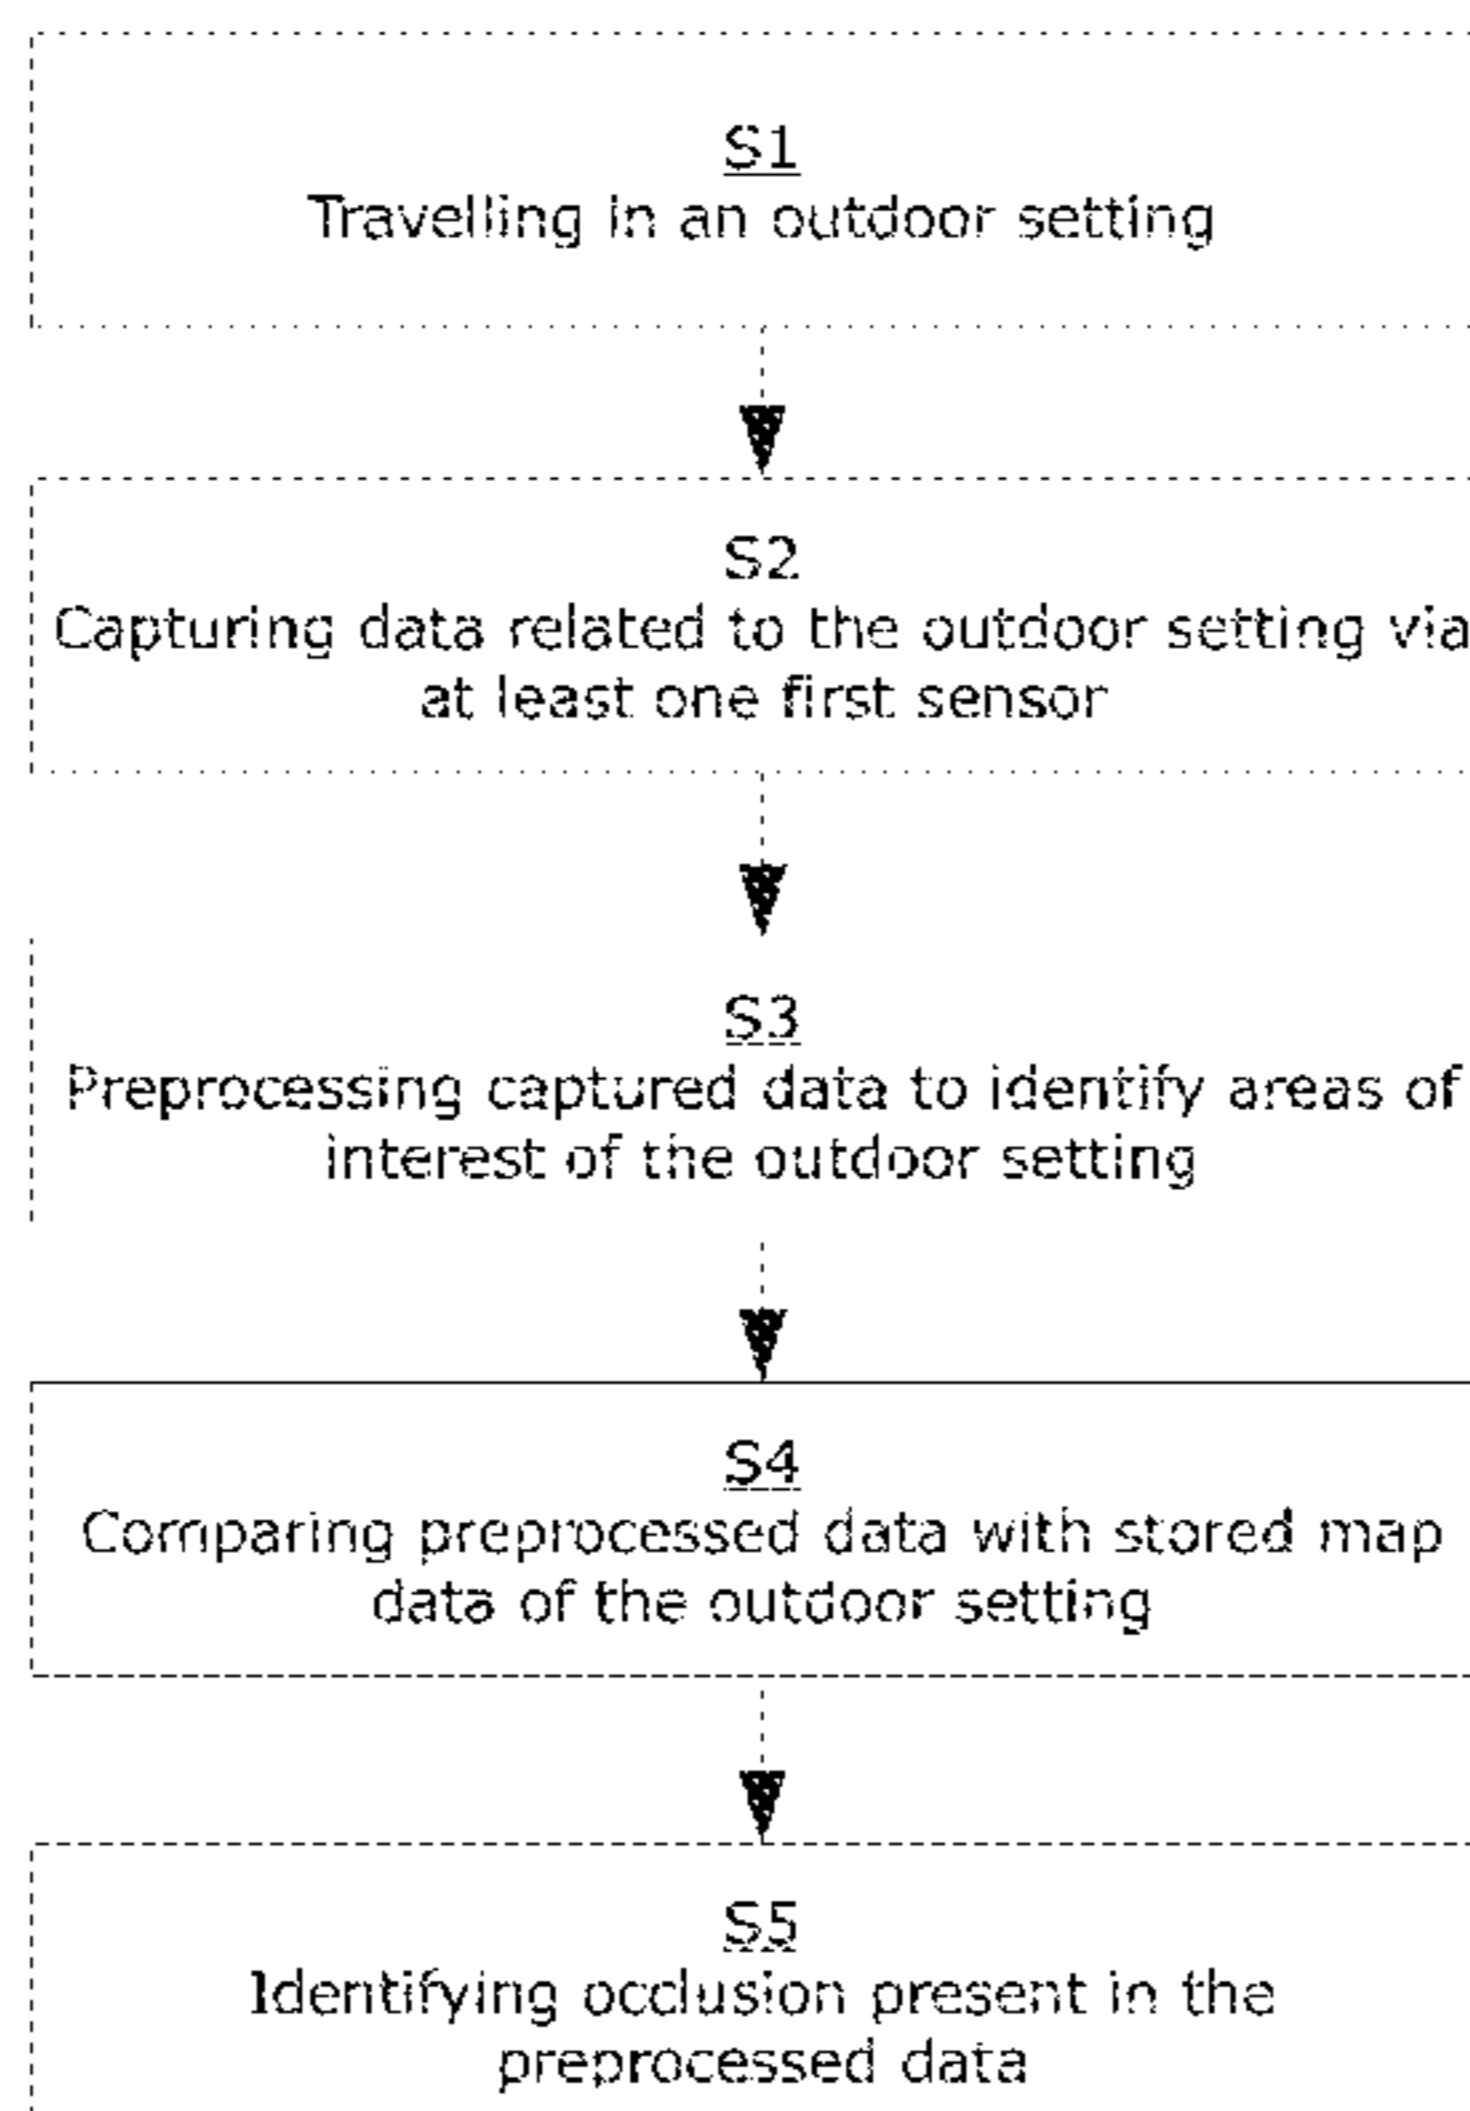 S1
Travelling in an outdoor setting
S2
Capturing data related to the outdoor setting via
at least one first sensor
S3
Preprocessing captured data to identify areas of
interest of the outdoor setting
S4
Comparing preprocessed data with stored map
data of the outdoor setting
S5
Identifying occlusion present in the
preprocessed data